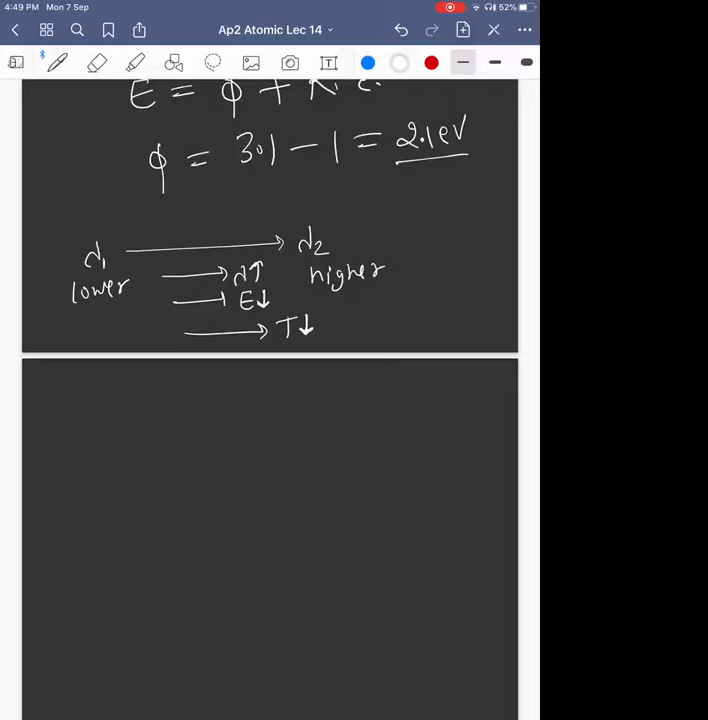 4:49 PM Mon 7 Sep 52%
Ap2 Atomic Lec 14
E = ϕ + K.E.
ϕ = 3.1 - 1 = 2.1eV
λ₁ → λ₂
lower → λ↑ higher
→ E↓
→ T↓